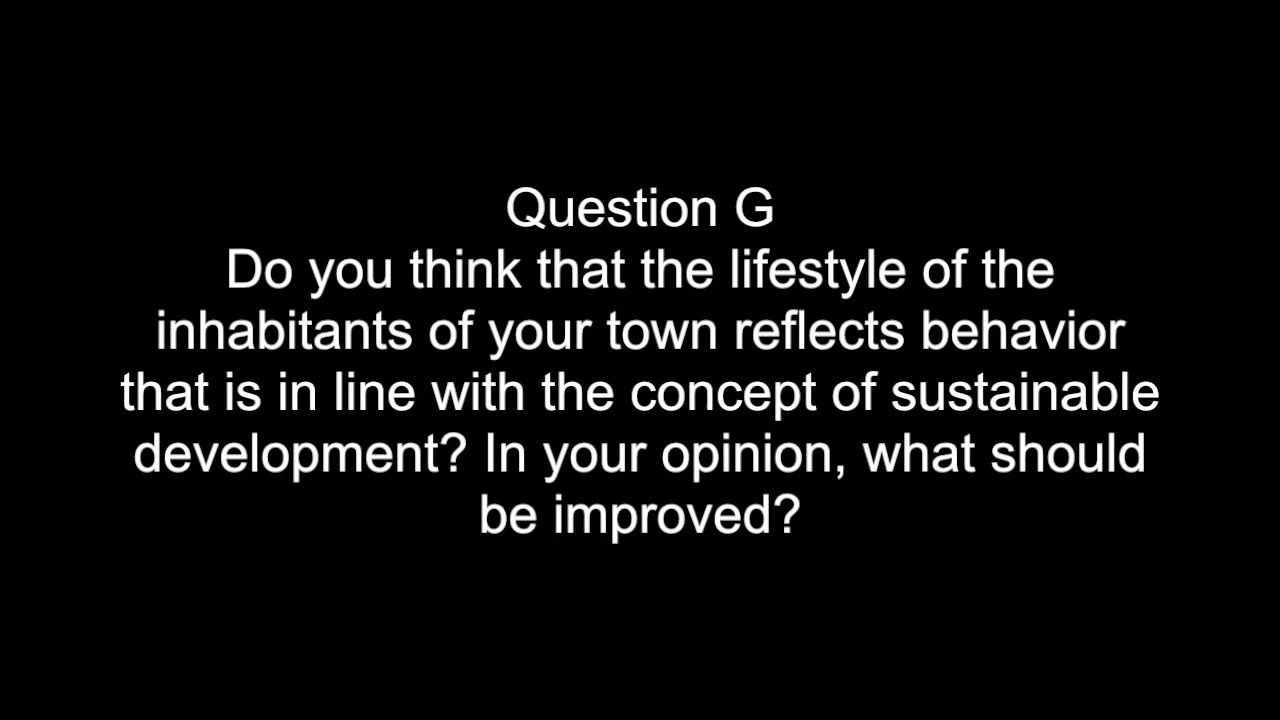 Question G
Do you think that the lifestyle of the
inhabitants of your town reflects behavior
that is in line with the concept of sustainable
development? In your opinion, what should
be improved?